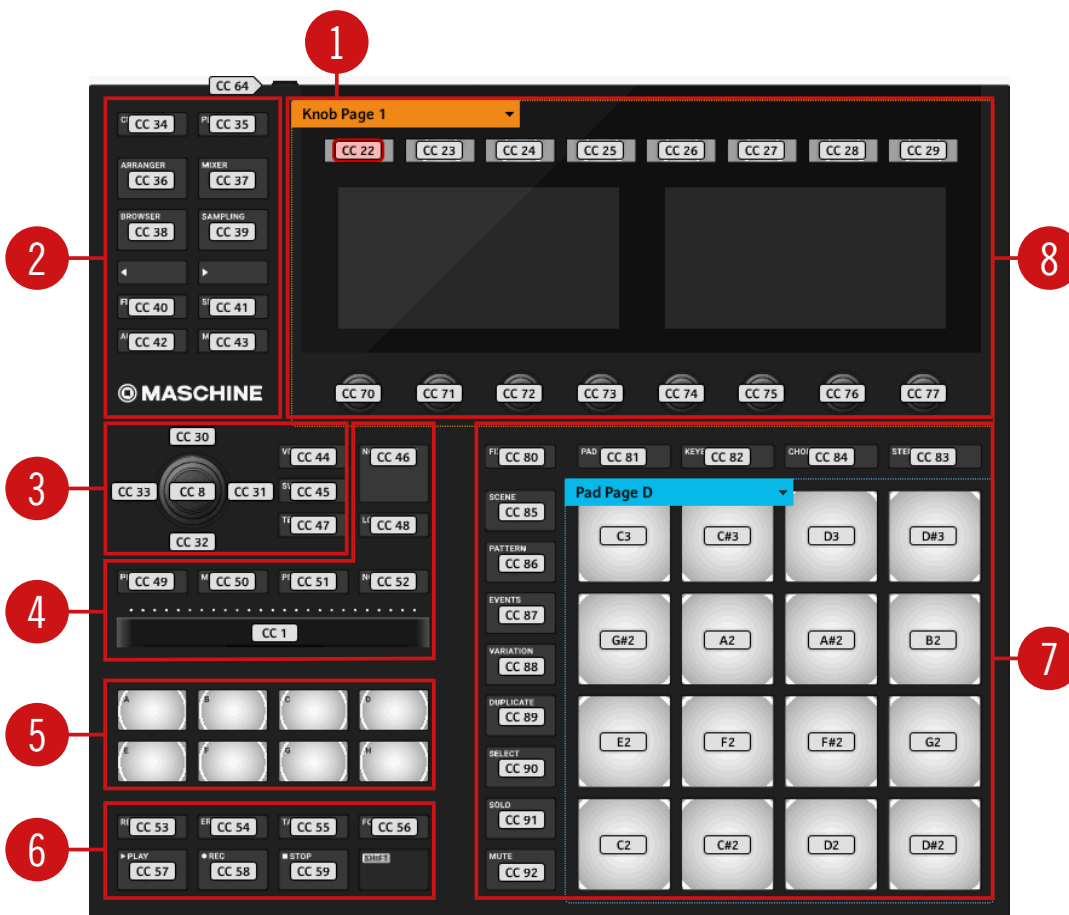 1
CC 64
Knob Page 1
CC 34 CC 35
CC 22 CC 23 CC 24 CC 25 CC 26 CC 27 CC 28 CC 29
ARRANGER MIXER
CC 36 CC 37
BROWSER SAMPLING
CC 38 CC 39
2
8
CC 40 CC 41
CC 42 CC 43
MASCHINE
CC 70 CC 71 CC 72 CC 73 CC 74 CC 75 CC 76 CC 77
CC 30
CC 44 CC 46
CC 33 CC 8 CC 31 CC 45
3
CC 47 CC 48
CC 32
CC 80 PAD CC 81 KEY CC 82 CHO CC 84 STE CC 83
Pad Page D
SCENE
CC 85
C3 C#3 D3 D#3
PATTERN
CC 86
CC 49 CC 50 CC 51 CC 52
4
CC 1
EVENTS
CC 87
G#2 A2 A#2 B2
VARIATION
CC 88
7
A B C D
5
E F G H
DUPLICATE
CC 89
E2 F2 F#2 G2
SELECT
CC 90
CC 53 CC 54 CC 55 CC 56
6
PLAY REC STOP SHIFT
CC 57 CC 58 CC 59
SOLO
CC 91
C2 C#2 D2 D#2
MUTE
CC 92